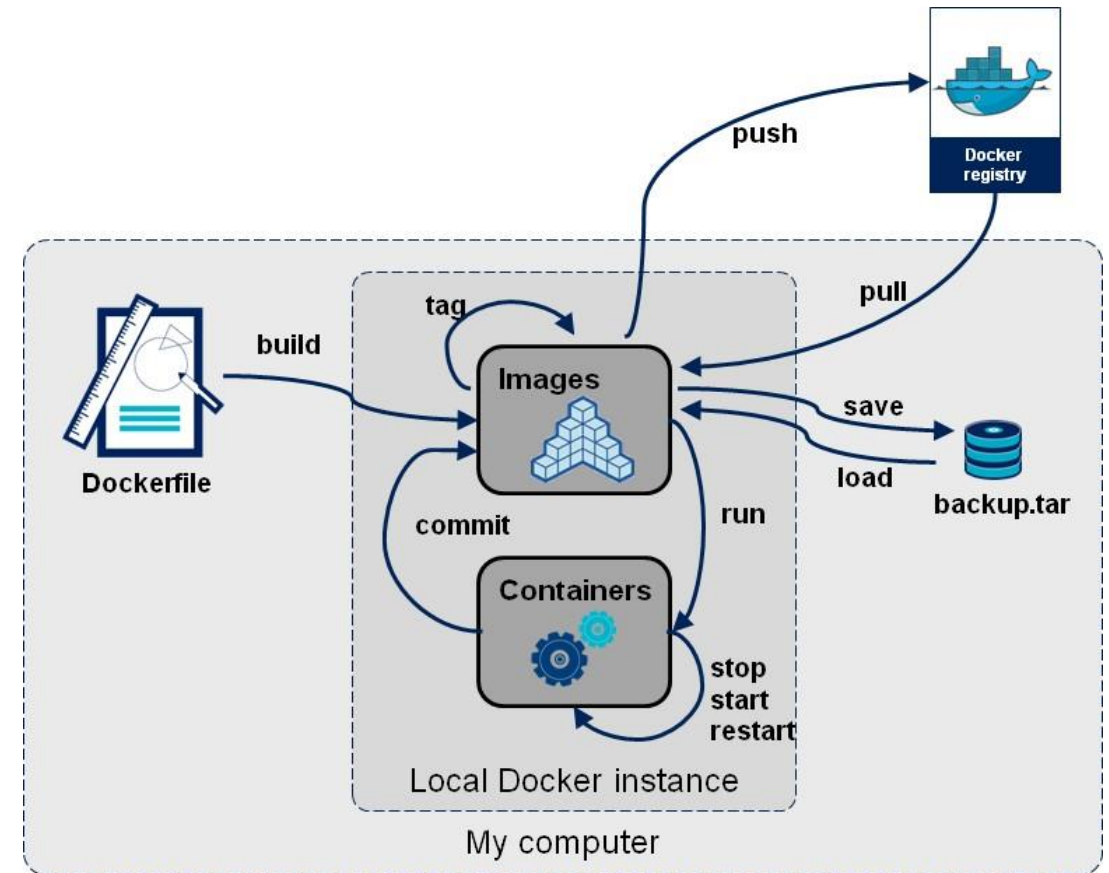 push
Docker
registry
pull
tag
build
Images
save
load
Dockerfile
backup.tar
commit
run
Containers
stop
start
restart
Local Docker instance
My computer